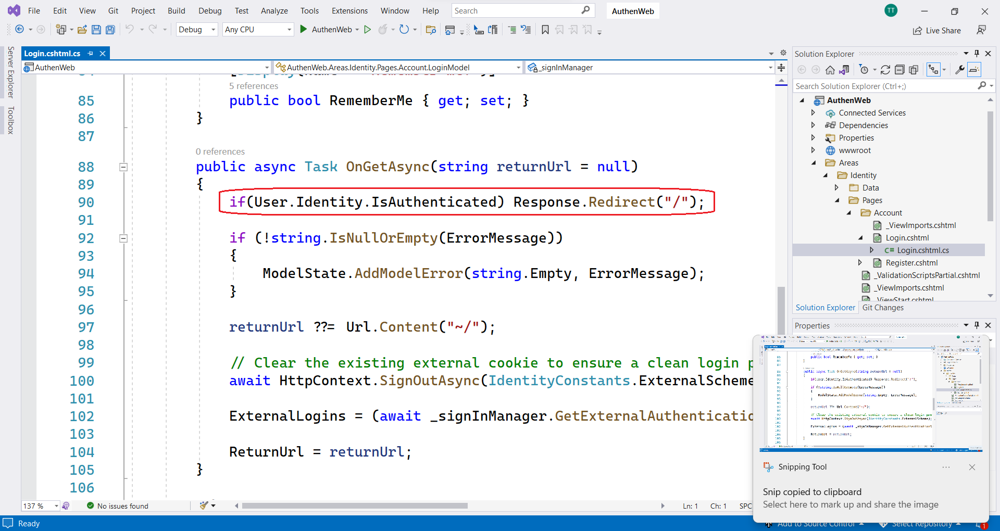 File Edit View Git Project Build Debug Test Analyze Tools Extensions Window Help Search AuthenWeb TT
Debug Any CPU AuthenWeb Live Share
Server Explorer
Toolbox
Login.cshtml.cs
AuthenWeb AuthenWeb.Areas.Identity.Pages.Account.LoginModel _signInManager
5 references
85 public bool RememberMe { get; set; }
86 }
87
0 references
88 public async Task OnGetAsync(string returnUrl = null)
89 {
90 if(User.Identity.IsAuthenticated) Response.Redirect("/");
91
92 if (!string.IsNullOrEmpty(ErrorMessage))
93 {
94 ModelState.AddModelError(string.Empty, ErrorMessage);
95 }
96
97 returnUrl ??= Url.Content("~/");
98
99 // Clear the existing external cookie to ensure a clean login p
100 await HttpContext.SignOutAsync(IdentityConstants.ExternalScheme
101
102 ExternalLogins = (await _signInManager.GetExternalAuthenticatio
103
104 ReturnUrl = returnUrl;
105 }
106
137 % No issues found Ln: 1 Ch: 1 SPC
Ready
Solution Explorer
Search Solution Explorer (Ctrl+;)
AuthenWeb
Connected Services
Dependencies
Properties
wwwroot
Areas
Identity
Data
Pages
Account
_ViewImports.cshtml
Login.cshtml
C# Login.cshtml.cs
Register.cshtml
_ValidationScriptsPartial.cshtml
_ViewImports.cshtml
_ViewStart.cshtml
Solution Explorer Git Changes
Properties
Snipping Tool
Snip copied to clipboard
Select here to mark up and share the image
Add to Source Control Select Repository 1